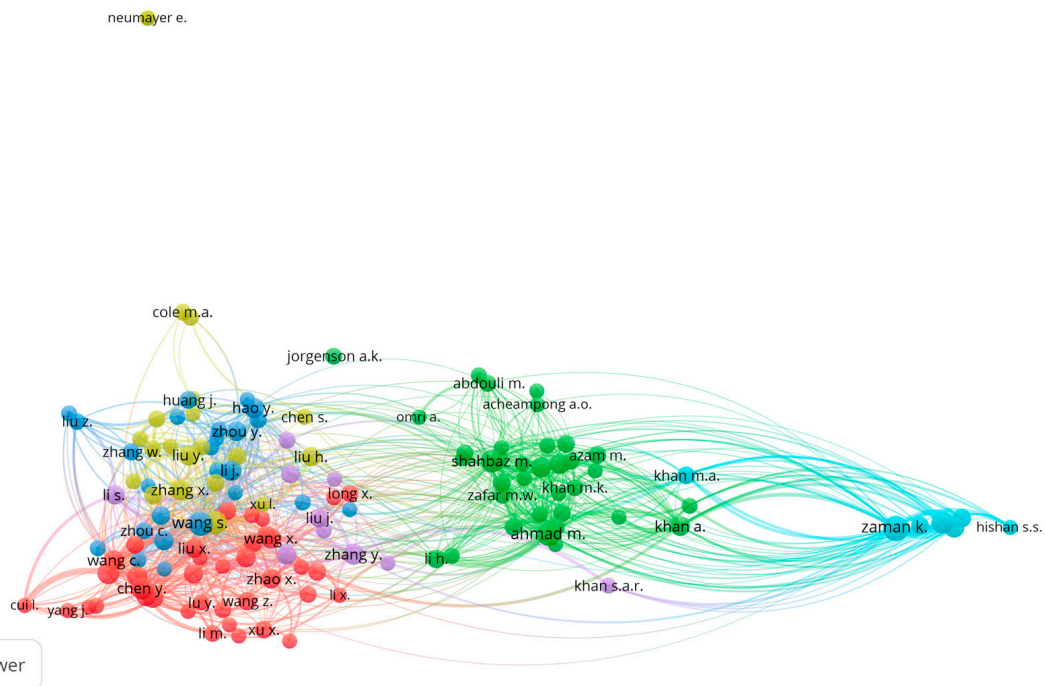 neumayer e.
cole m.a.
jorgenson a.k.
abdouli m.
huang j.
hao y.
acheampong a.o.
liu z.
chen s.
omri a.
zhou y.
zhang w.
liu y.
liu h.
shahbaz m.
azam m.
li j.
khan m.a.
zhang x.
khan m.k.
li s.
long x.
zafar m.w.
xu l.
liu j.
wang s.
zhou c.
khan a.
zaman k.
hishan s.s.
ahmad m.
wang x.
liu x.
zhang y.
wang c.
li h.
zhao x.
chen y.
khan s.a.r.
li x.
cui l.
yang j.
lu y.
wang z.
li m.
xu x.
wer